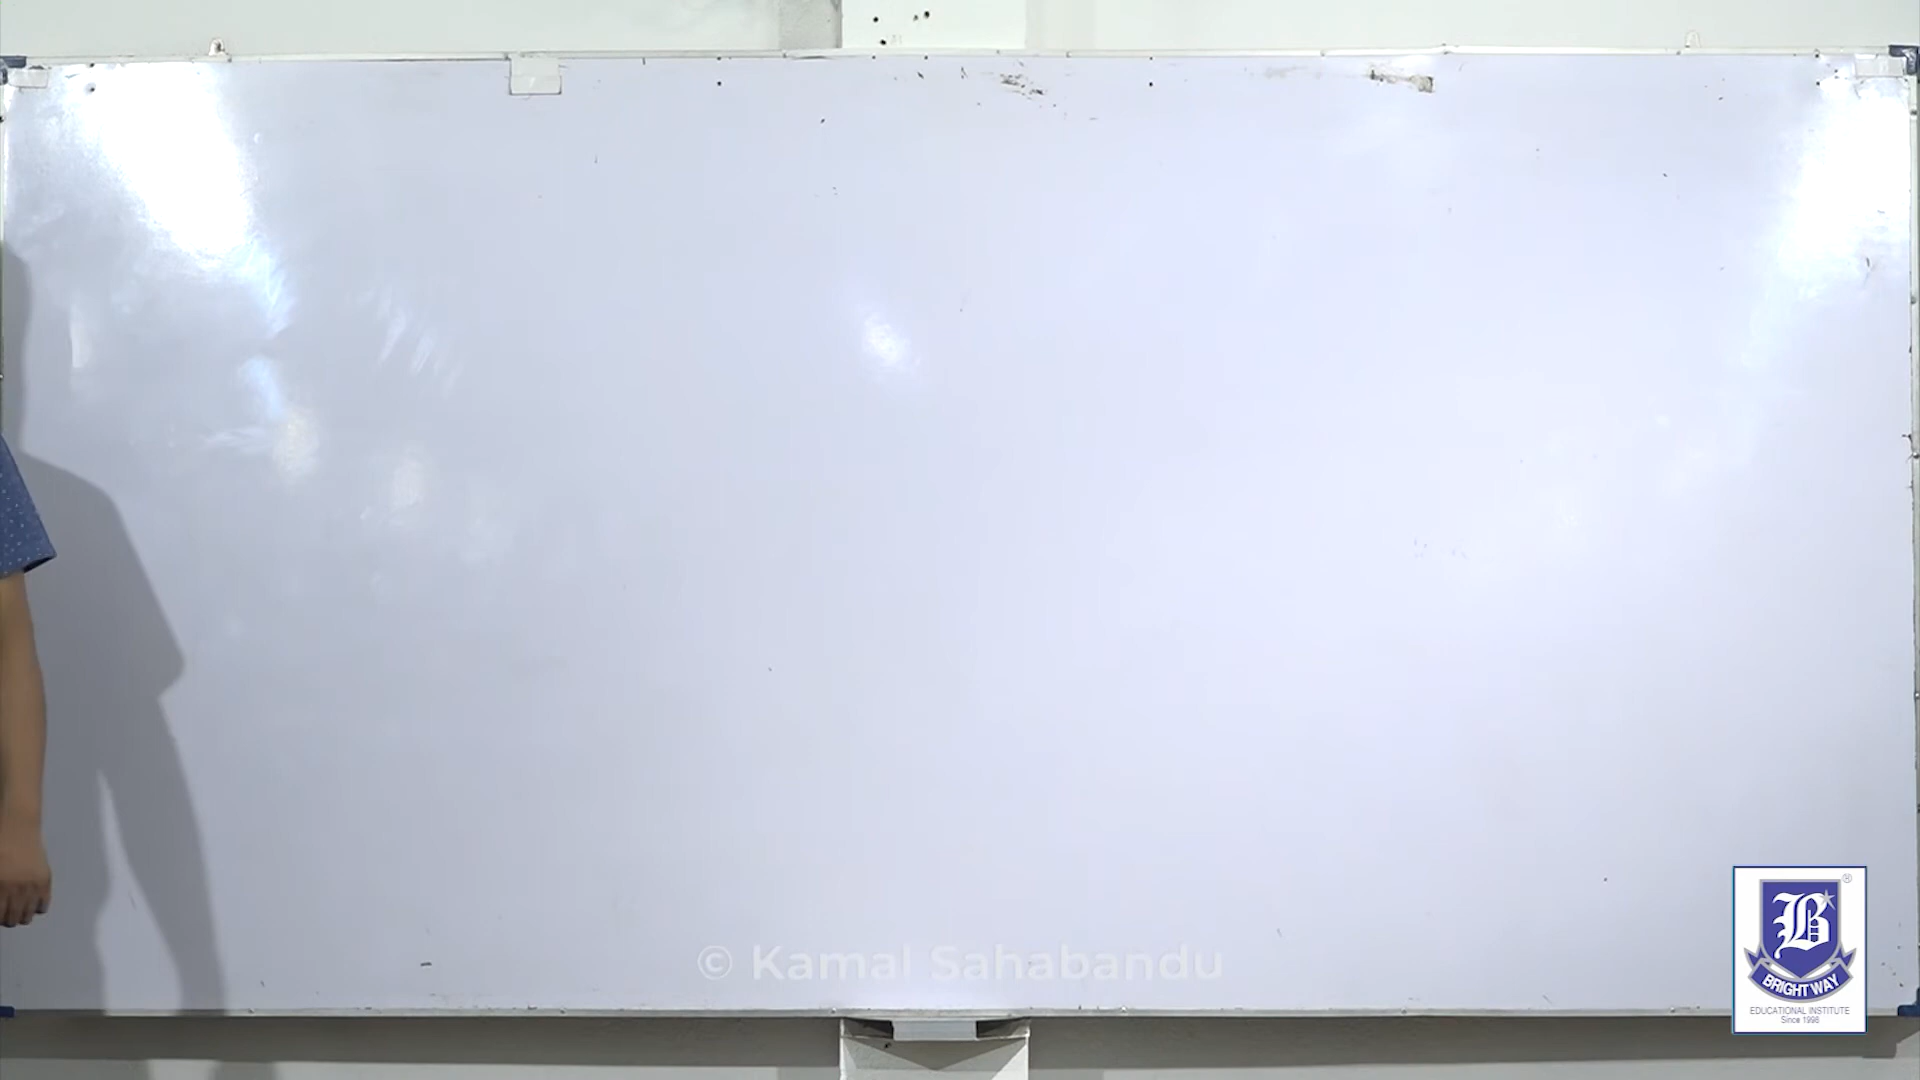 © Kamal Sahabandu
B
®
BRIGHT WAY
EDUCATIONAL INSTITUTE
Since 1998